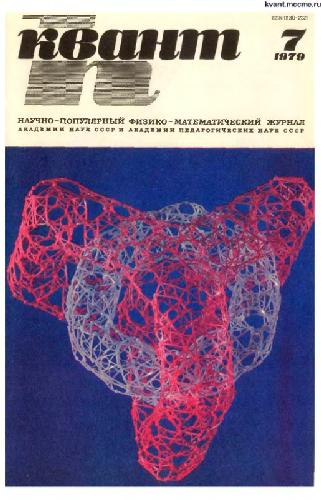 kvant.mccme.ru
квант
7
1979
НАУЧНО-ПОПУЛЯРНЫЙ ФИЗИКО-МАТЕМАТИЧЕСКИЙ ЖУРНАЛ
АКАДЕМИИ НАУК СССР И АКАДЕМИИ ПЕДАГОГИЧЕСКИХ НАУК СССР